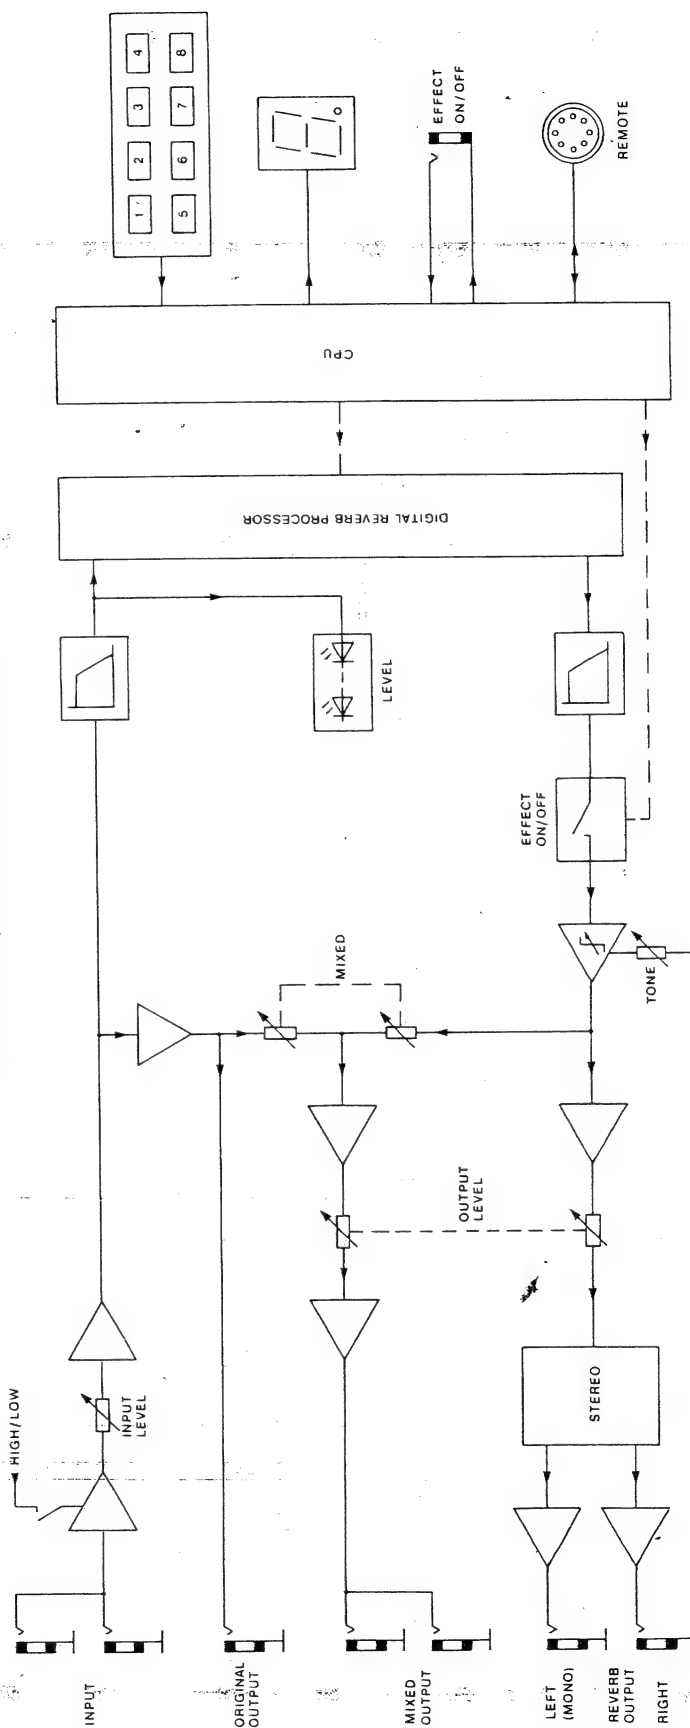 INPUT
HIGH/LOW
INPUT
LEVEL
ORIGINAL
OUTPUT
MIXED
OUTPUT
LEFT
(MONO)
REVERB
OUTPUT
RIGHT
STEREO
OUTPUT
LEVEL
MIXED
TONE
EFFECT
ON/OFF
LEVEL
DIGITAL REVERB PROCESSOR
CPU
1 2 3 4
5 6 7 8
8.
EFFECT
ON/OFF
REMOTE